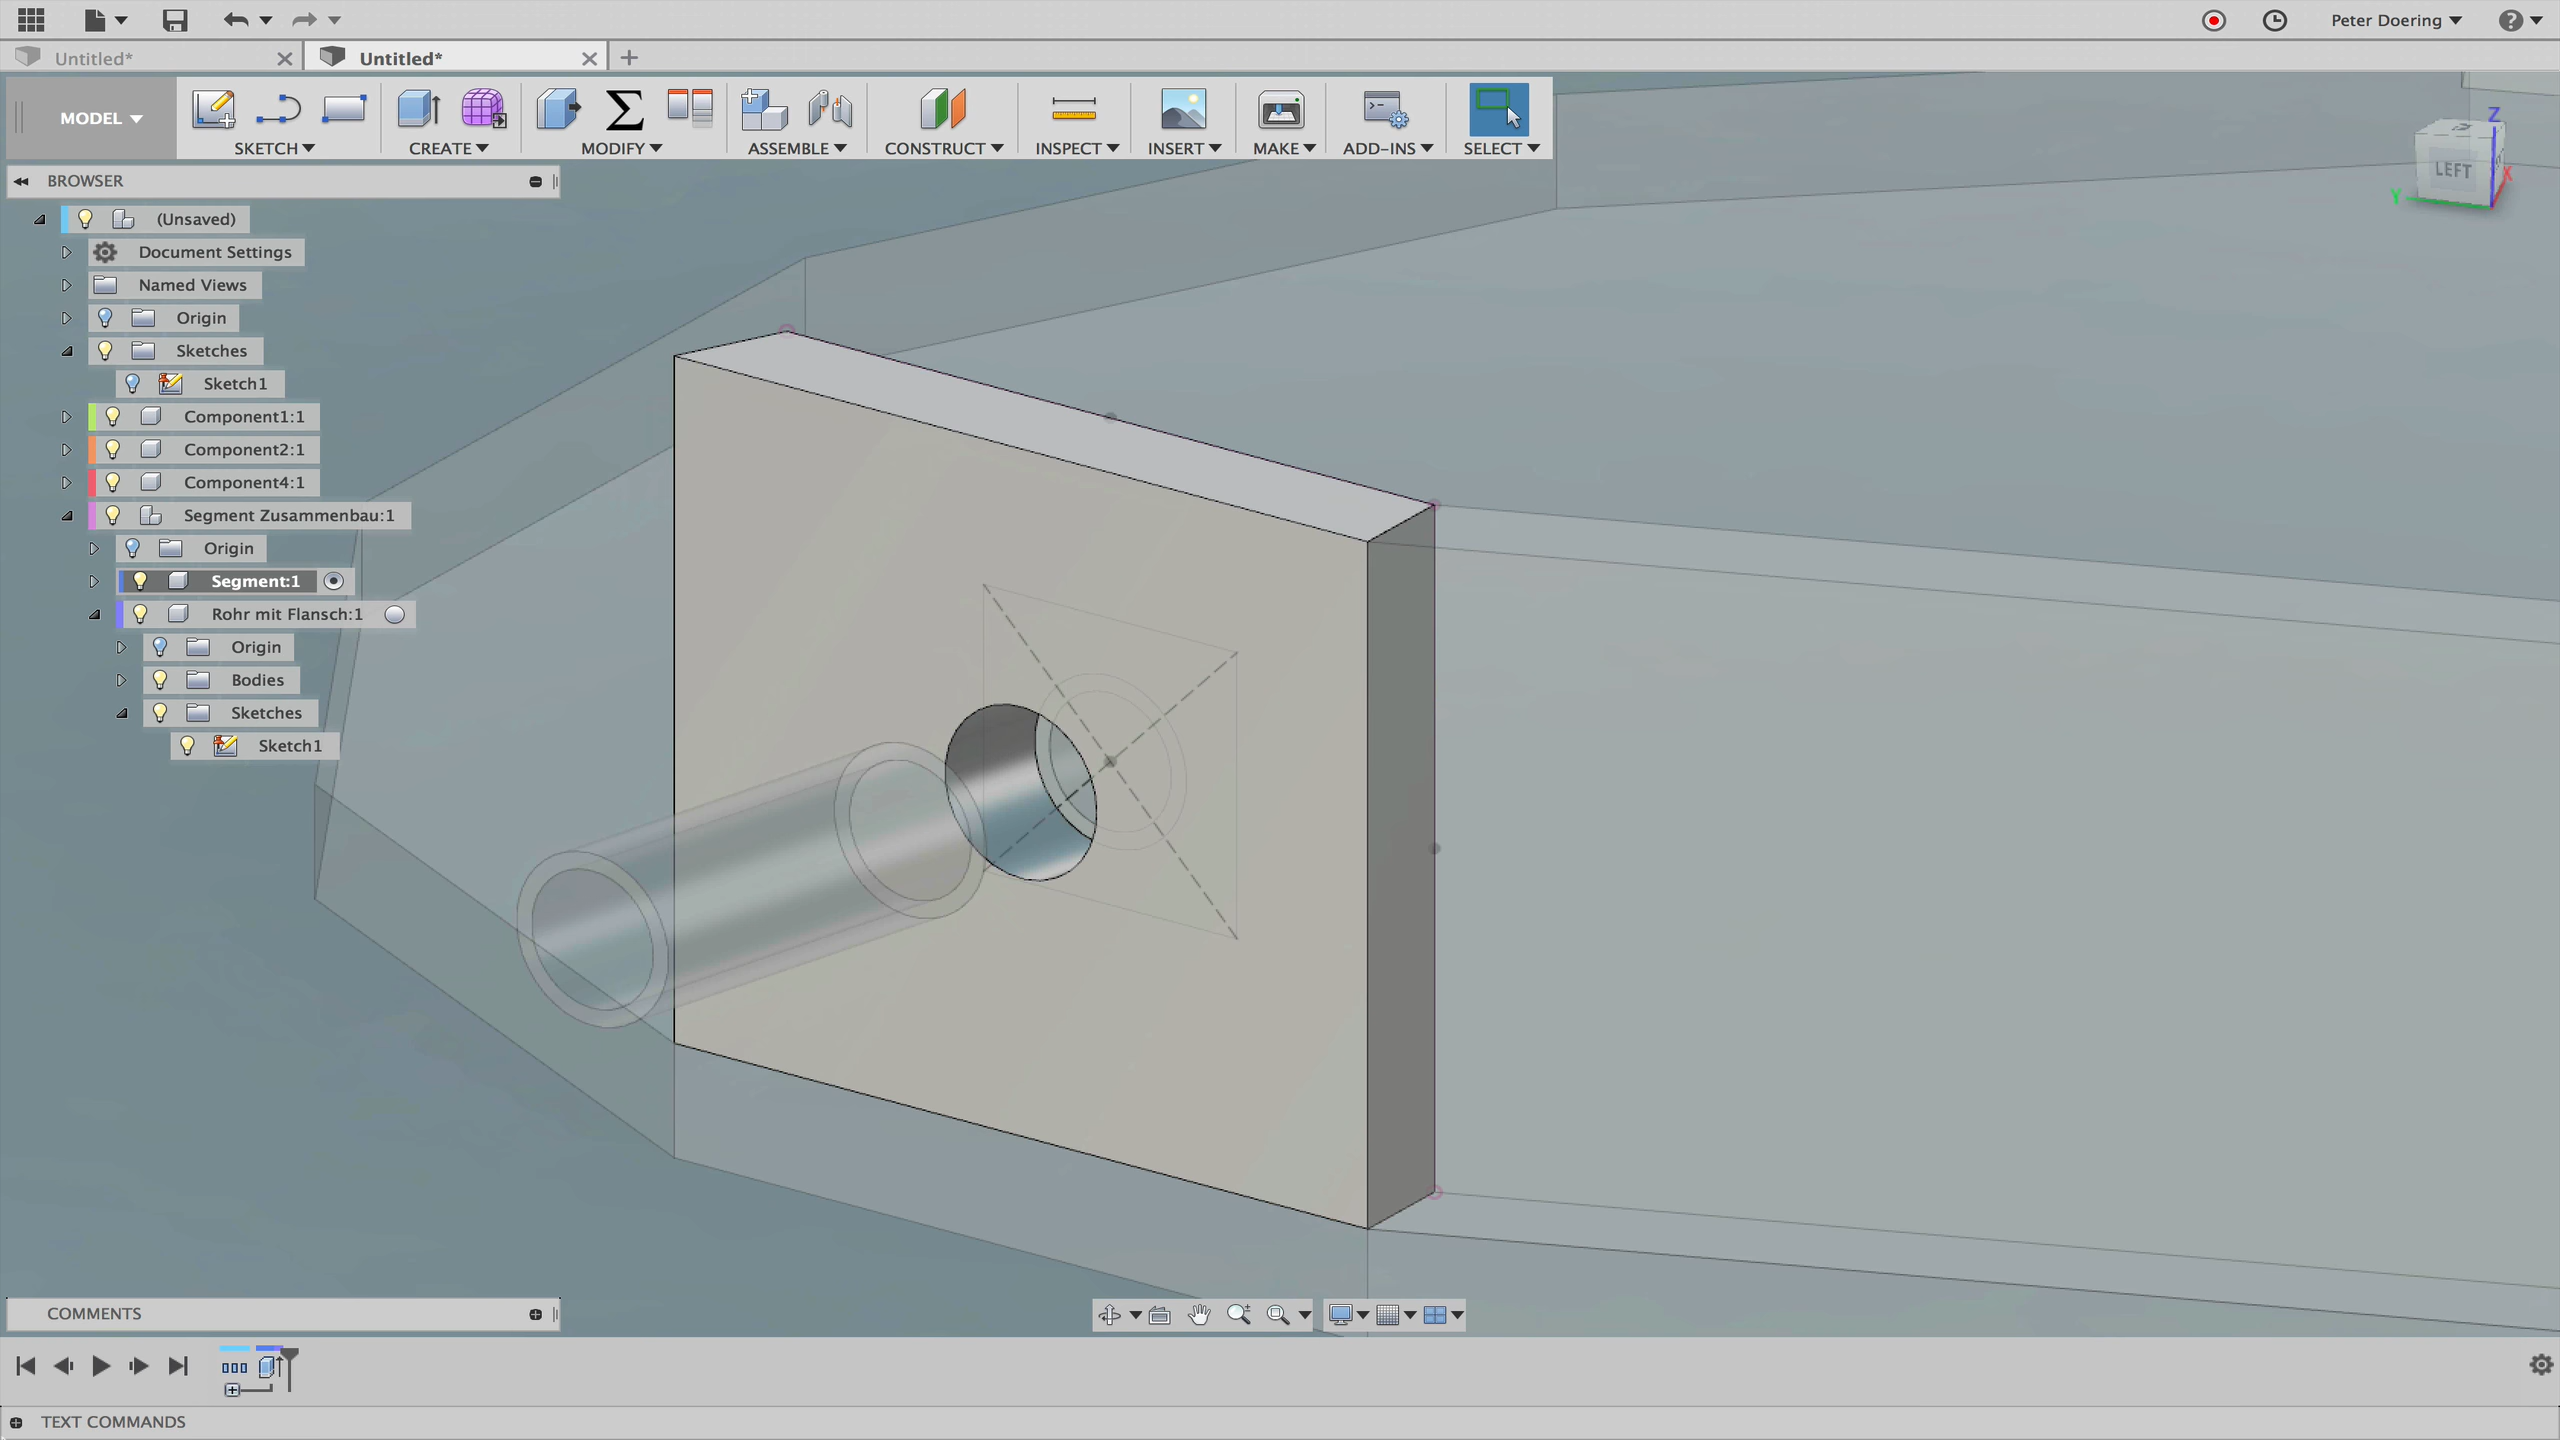 Peter Doering
Untitled*
Untitled*
MODEL
SKETCH
CREATE
MODIFY
ASSEMBLE
CONSTRUCT
INSPECT
INSERT
MAKE
ADD-INS
SELECT
BROWSER
(Unsaved)
Document Settings
Named Views
Origin
Sketches
Sketch1
Component1:1
Component2:1
Component4:1
Segment Zusammenbau:1
Origin
Segment:1
Rohr mit Flansch:1
Origin
Bodies
Sketches
Sketch1
Z
LEFT
X
Y
COMMENTS
TEXT COMMANDS